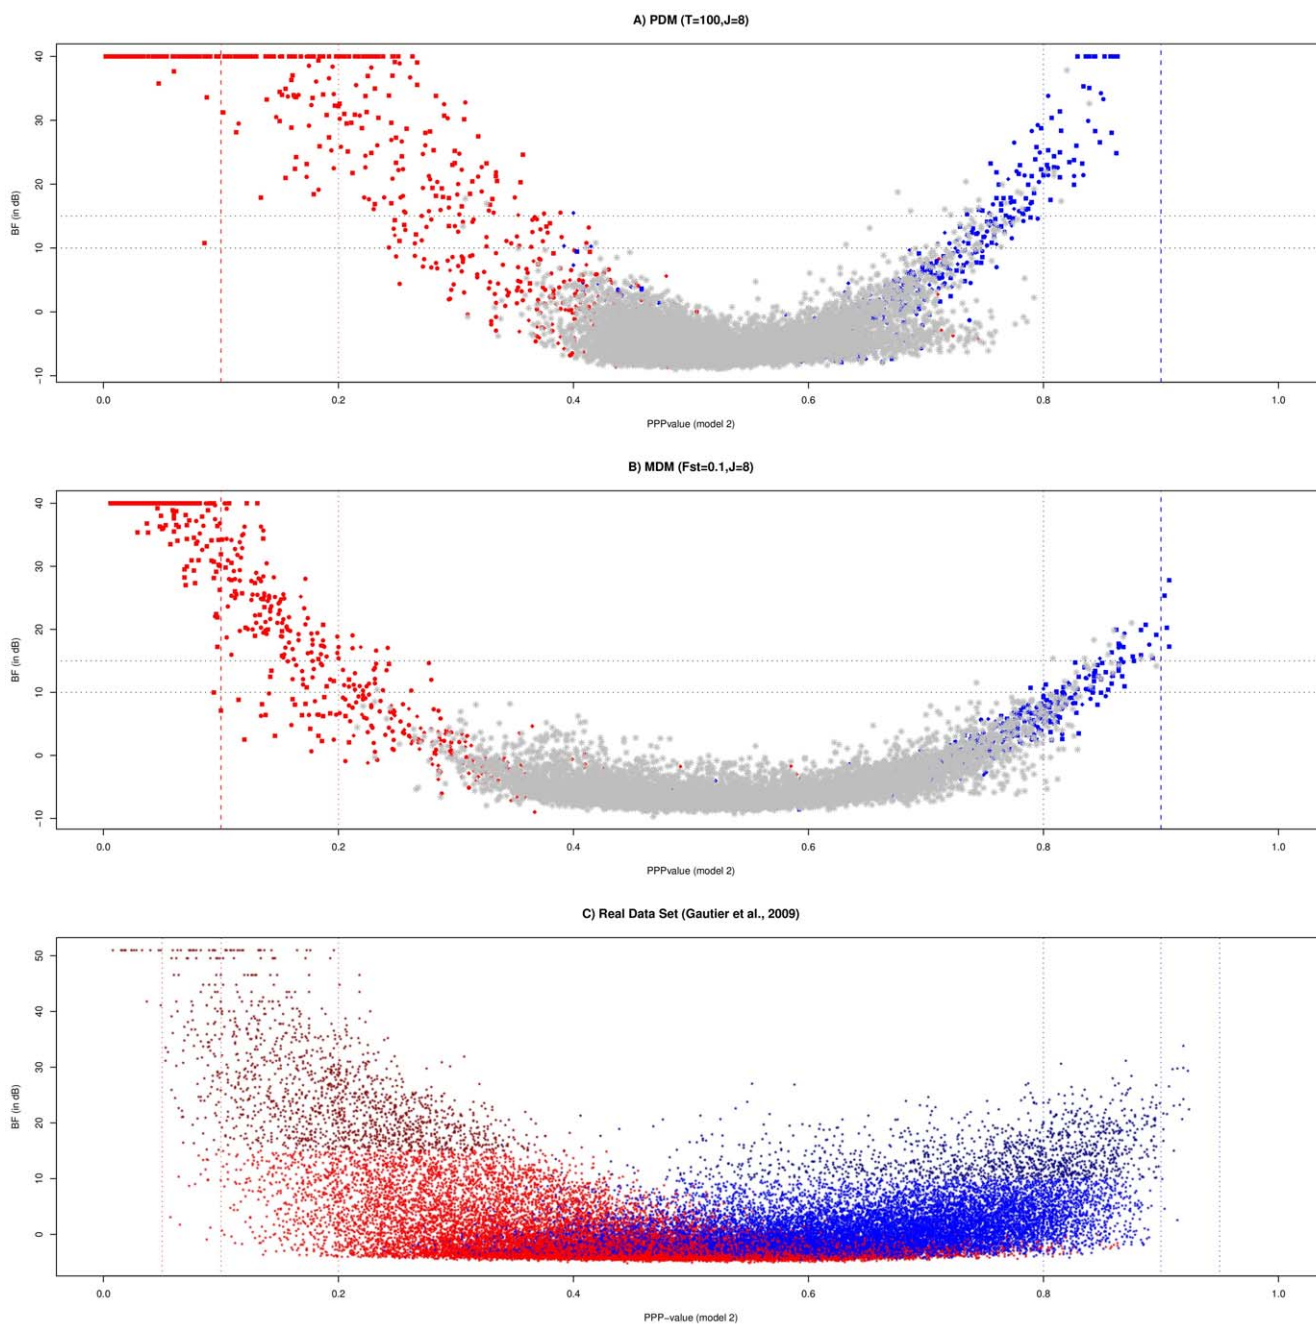 A) PDM (T=100,J=8)
40
30
20
10
0
−10
BF (in dB)
0.0 0.2 0.4 0.6 0.8 1.0
PPPvalue (model 2)
B) MDM (Fst=0.1,J=8)
40
30
20
10
0
−10
BF (in dB)
0.0 0.2 0.4 0.6 0.8 1.0
PPPvalue (model 2)
C) Real Data Set (Gautier et al., 2009)
50
40
30
20
10
0
BF (in dB)
0.0 0.2 0.4 0.6 0.8 1.0
PPP−value (model 2)